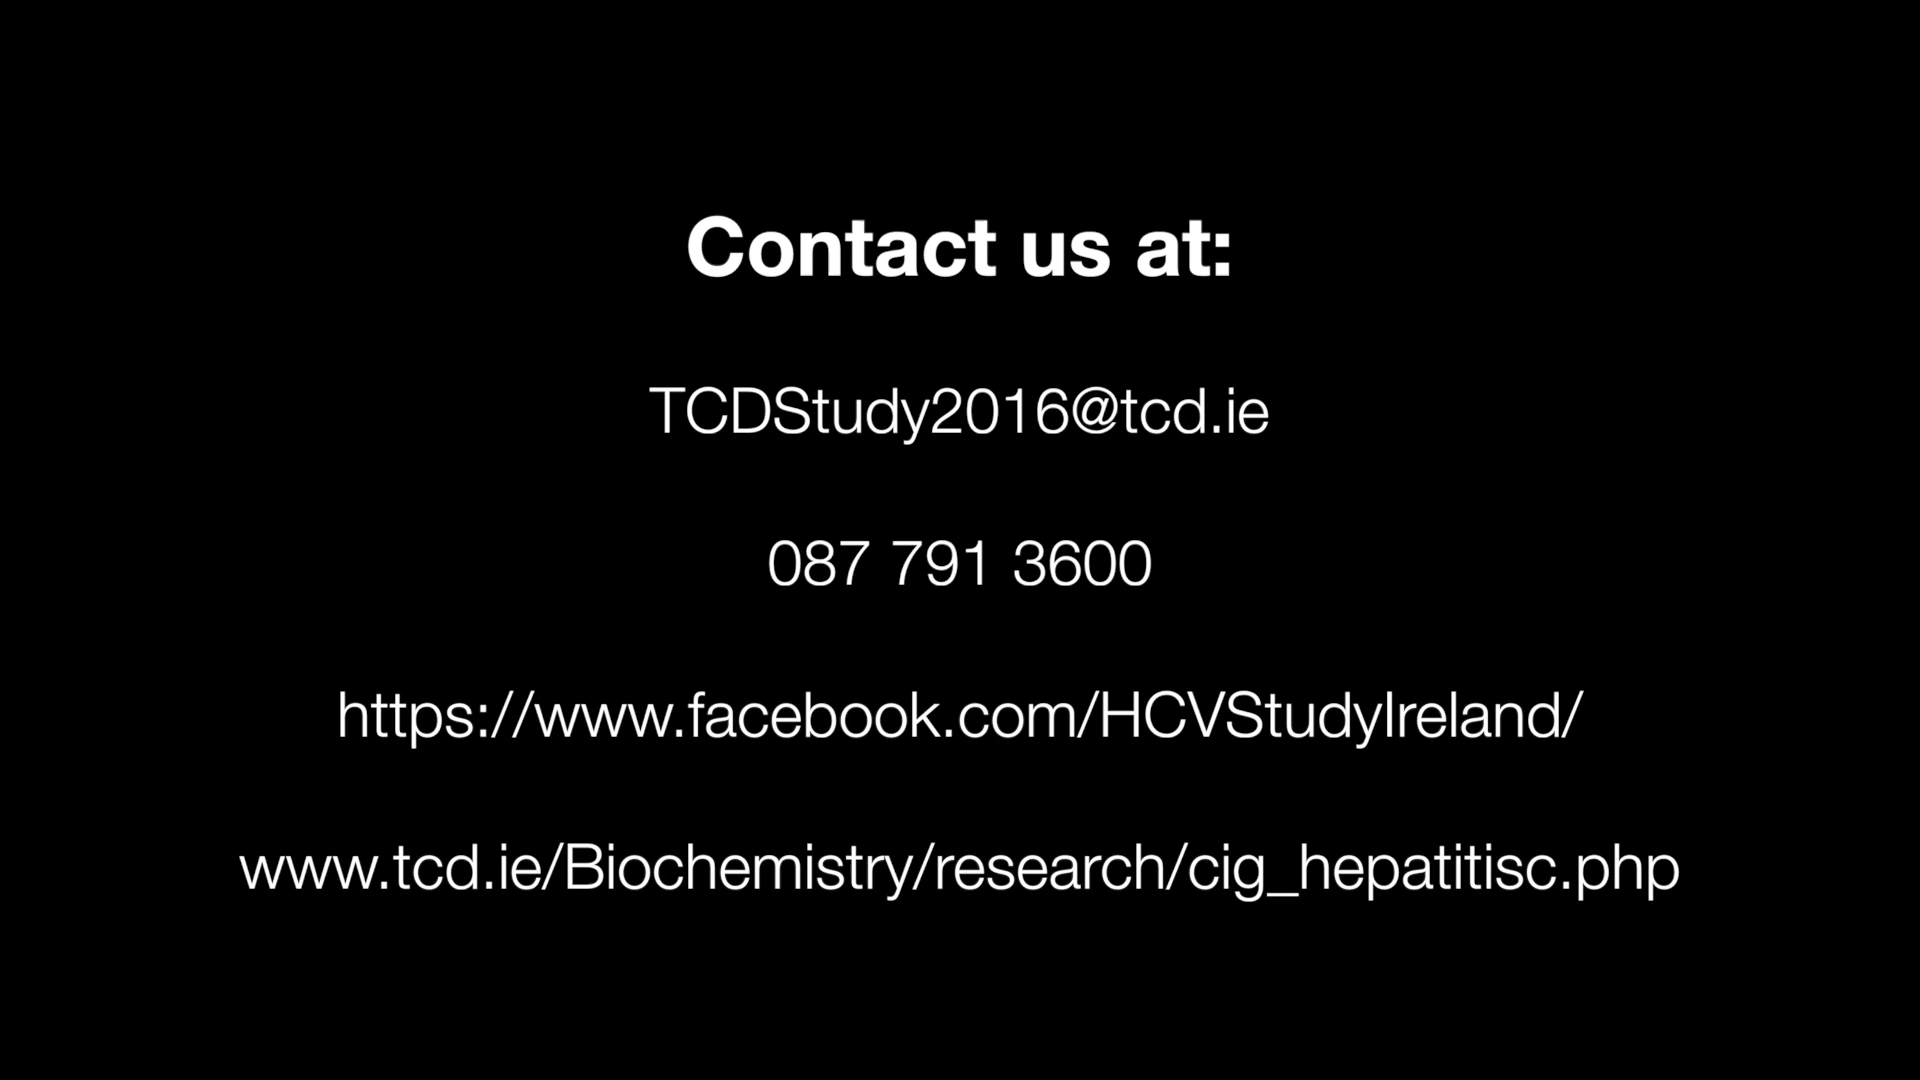 Contact us at:
TCDStudy2016@tcd.ie
087 791 3600
https://www.facebook.com/HCVStudyIreland/
www.tcd.ie/Biochemistry/research/cig_hepatitisc.php